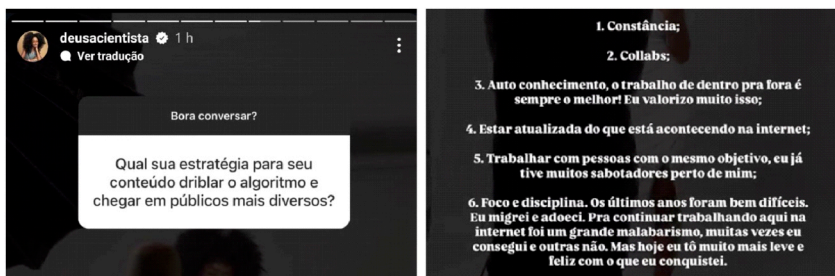 deusacientista 1 h
Ver tradução
Bora conversar?
Qual sua estratégia para seu
conteúdo driblar o algoritmo e
chegar em públicos mais diversos?
1. Constância;
2. Collabs;
3. Auto conhecimento, o trabalho de dentro pra fora é
sempre o melhor! Eu valorizo muito isso;
4. Estar atualizada do que está acontecendo na internet;
5. Trabalhar com pessoas com o mesmo objetivo, eu já
tive muitos sabotadores perto de mim;
6. Foco e disciplina. Os últimos anos foram bem difíceis.
Eu migrei e adoeci. Pra continuar trabalhando aqui na
internet foi um grande malabarismo, muitas vezes eu
consegui e outras não. Mas hoje eu tô muito mais leve e
feliz com o que eu conquistei.